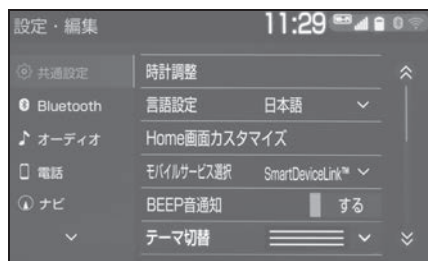 設定・編集 11:29 0
共通設定
Bluetooth
オーディオ
電話
ナビ
時計調整
言語設定 日本語
Home画面カスタマイズ
モバイルサービス選択 SmartDeviceLink™
BEEP音通知 する
テーマ切替